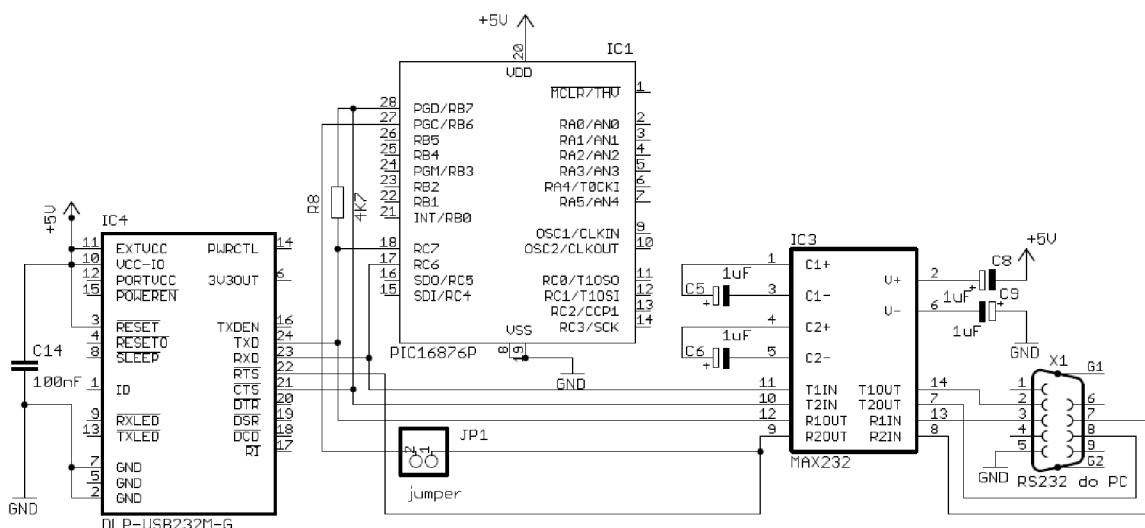 +5V
20
VDD
IC1
MCLR/THV 1
28 PGD/RB7
27 PGC/RB6
26 RB5
25 RB4
24 PGM/RB3
23 RB2
22 RB1
21 INT/RB0
18 RC7
17 RC6
16 SDO/RC5
15 SDI/RC4
RA0/AN0 2
RA1/AN1 3
RA2/AN2 4
RA3/AN3 5
RA4/T0CKI 6
RA5/AN4 7
OSC1/CLKIN 9
OSC2/CLKOUT 10
RC0/T1OSO 11
RC1/T1OSI 12
RC2/CCP1 13
RC3/SCK 14
VSS
8
19
PIC16876P
GND
R8
4K7
+5V
IC4
11 EXTVCC
10 VCC-IO
12 PORTVCC
15 POWEREN
3 RESET
4 RESETO
8 SLEEP
1 ID
9 RXLED
13 TXLED
7 GND
5 GND
2 GND
PWRCTL 14
3V3OUT 6
TXDEN 16
TXD 24
RXD 23
RTS 22
CTS 21
DTR 20
DSR 19
DCD 18
RI 17
DLP-USB232M-G
C14
100nF
GND
JP1
2 1
jumper
IC3
1 C1+
3 C1-
4 C2+
5 C2-
11 T1IN
10 T2IN
12 R1OUT
9 R2OUT
V+ 2
V- 6
T1OUT 14
T2OUT 7
R1IN 13
R2IN 8
MAX232
1uF
C5
+
1uF
C6
+
+5V
C8
1uF
+
C9
1uF
+
GND
X1
G1
1
2
3
4
5
6
7
8
9
G2
GND
RS232 do PC